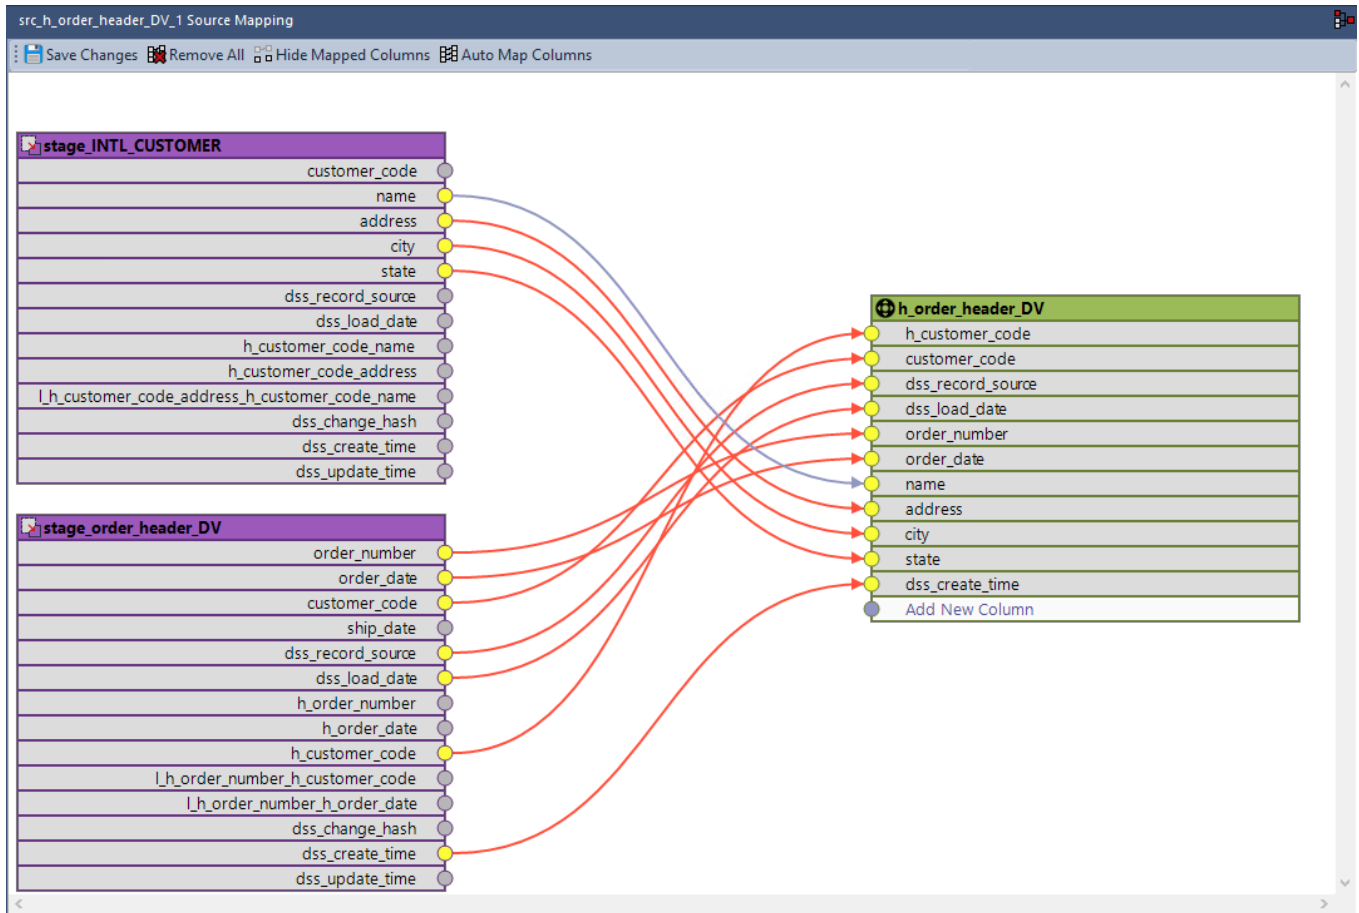 src_h_order_header_DV_1 Source Mapping
Save Changes Remove All Hide Mapped Columns Auto Map Columns
stage_INTL_CUSTOMER
customer_code
name
address
city
state
dss_record_source
dss_load_date
h_customer_code_name
h_customer_code_address
l_h_customer_code_address_h_customer_code_name
dss_change_hash
dss_create_time
dss_update_time
stage_order_header_DV
order_number
order_date
customer_code
ship_date
dss_record_source
dss_load_date
h_order_number
h_order_date
h_customer_code
l_h_order_number_h_customer_code
l_h_order_number_h_order_date
dss_change_hash
dss_create_time
dss_update_time
h_order_header_DV
h_customer_code
customer_code
dss_record_source
dss_load_date
order_number
order_date
name
address
city
state
dss_create_time
Add New Column